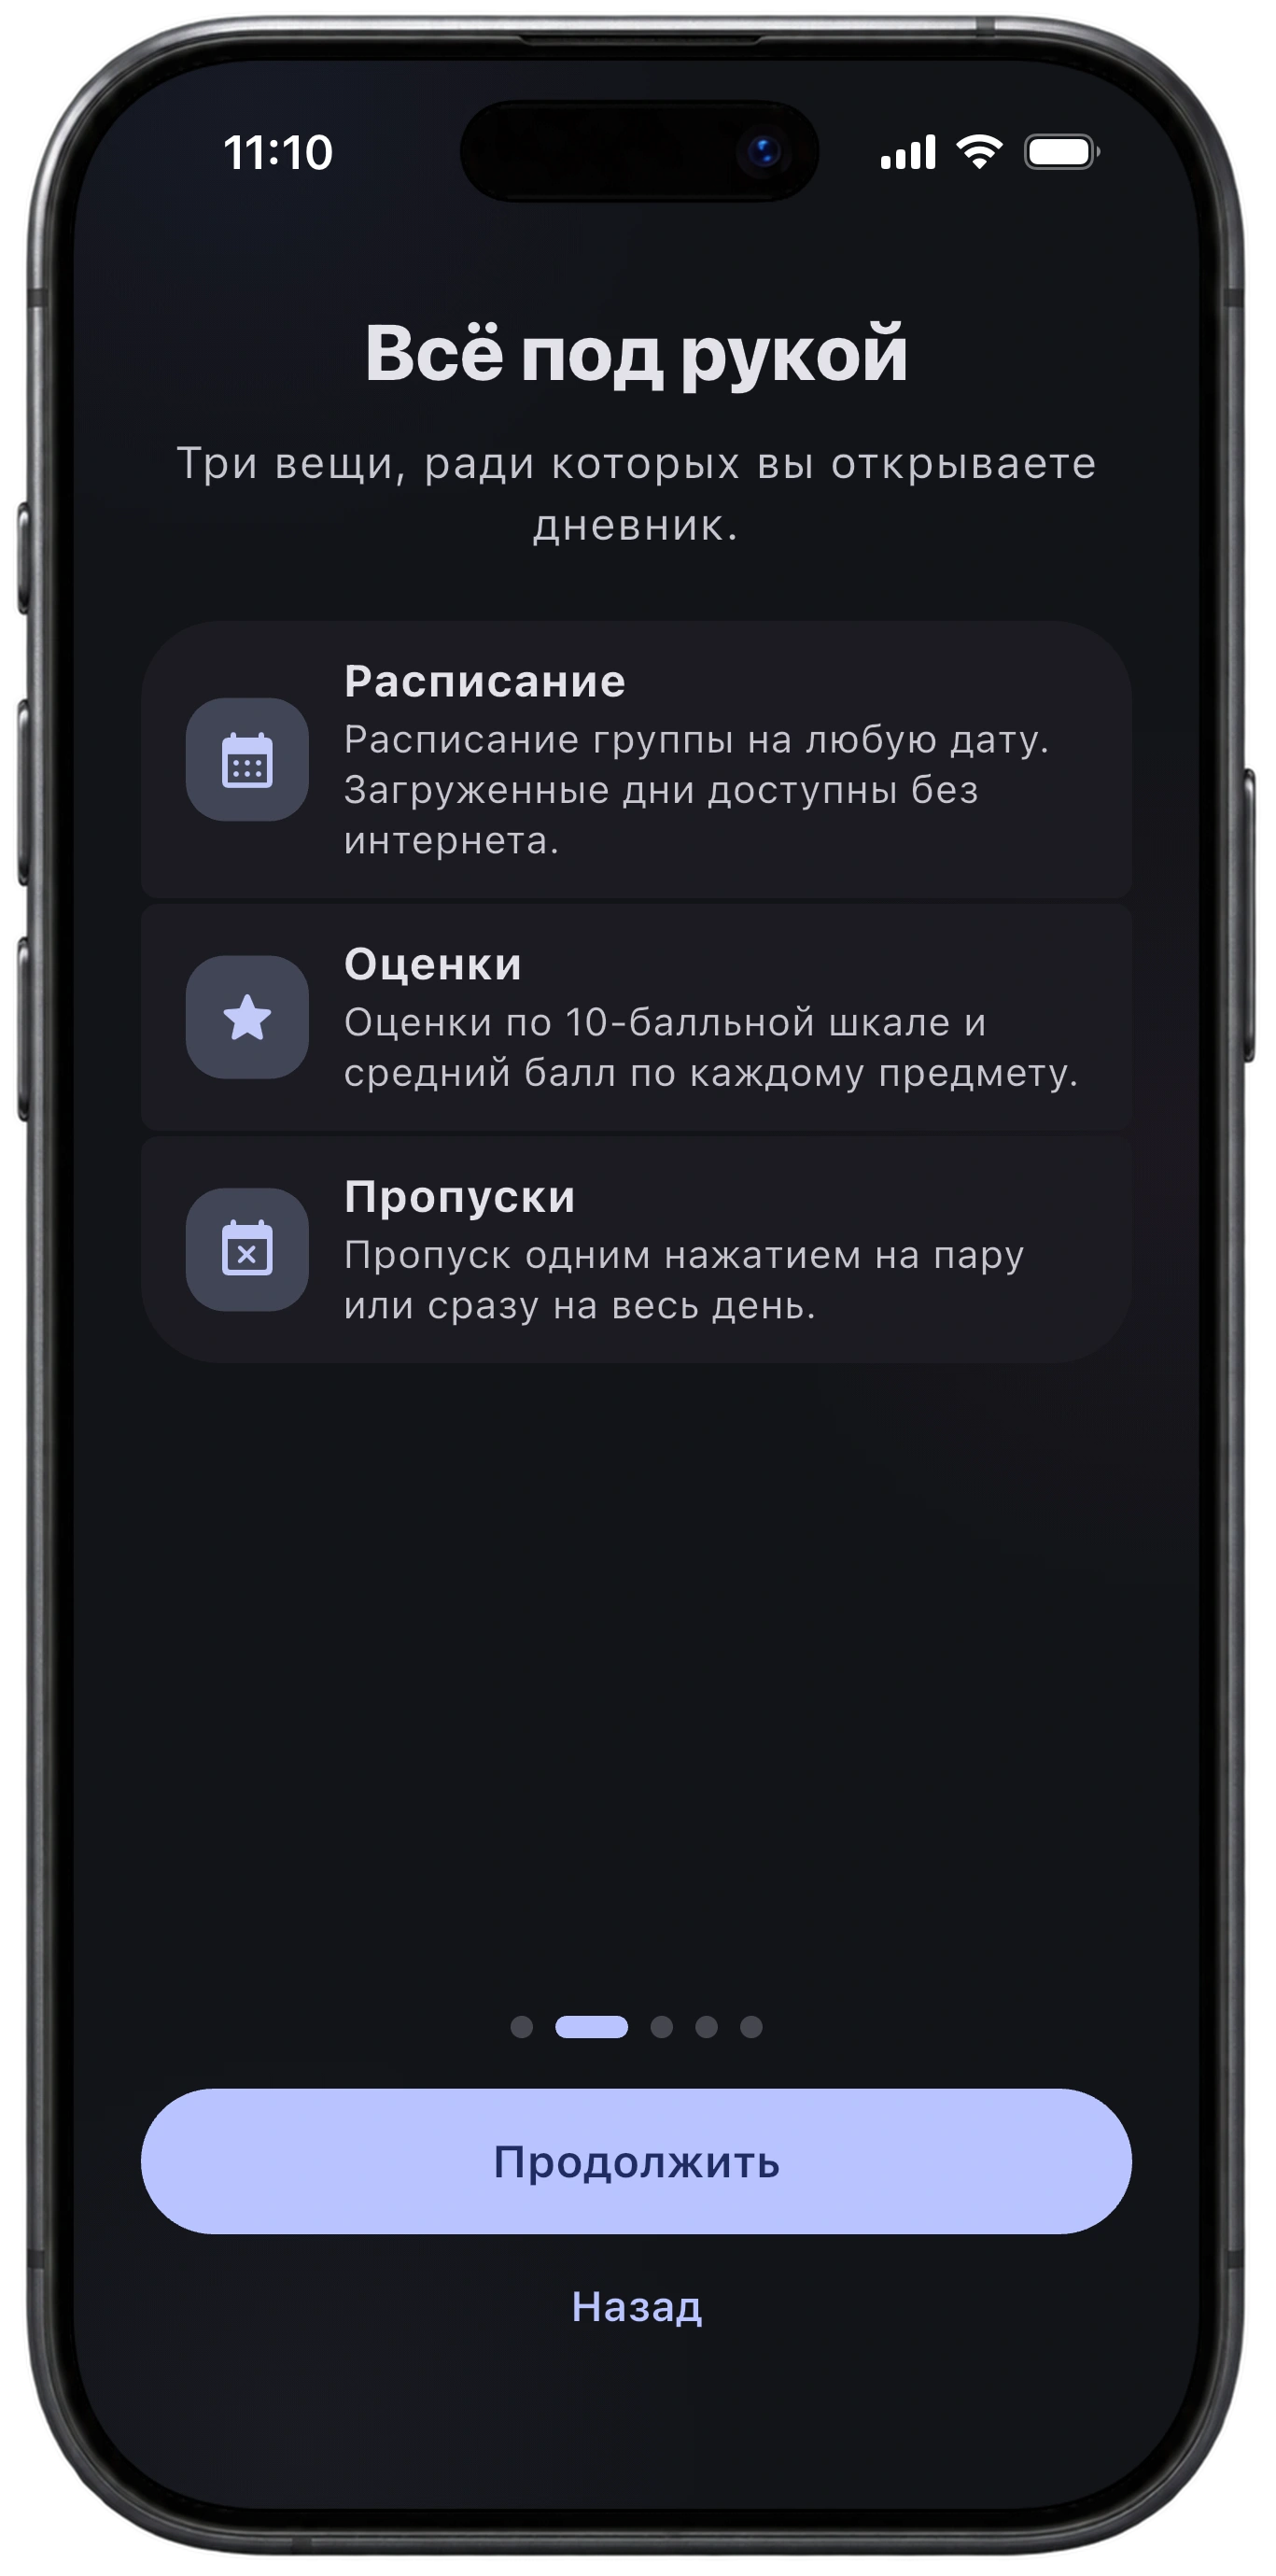 11:10
Всё под рукой
Три вещи, ради которых вы открываете
дневник.
Расписание
Расписание группы на любую дату.
Загруженные дни доступны без
интернета.
Оценки
Оценки по 10-балльной шкале и
средний балл по каждому предмету.
Пропуски
Пропуск одним нажатием на пару
или сразу на весь день.
Продолжить
Назад